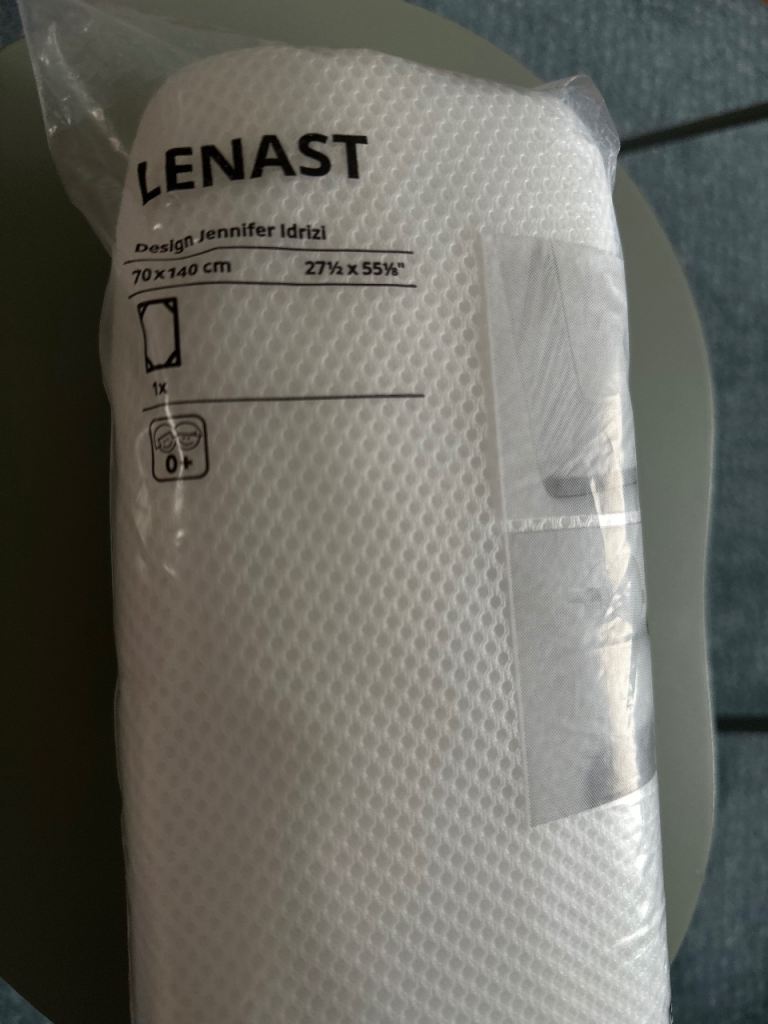 LENAST
Design Jennifer Idrizi
70x140 cm 27½ x 55⅛"
1x
0+